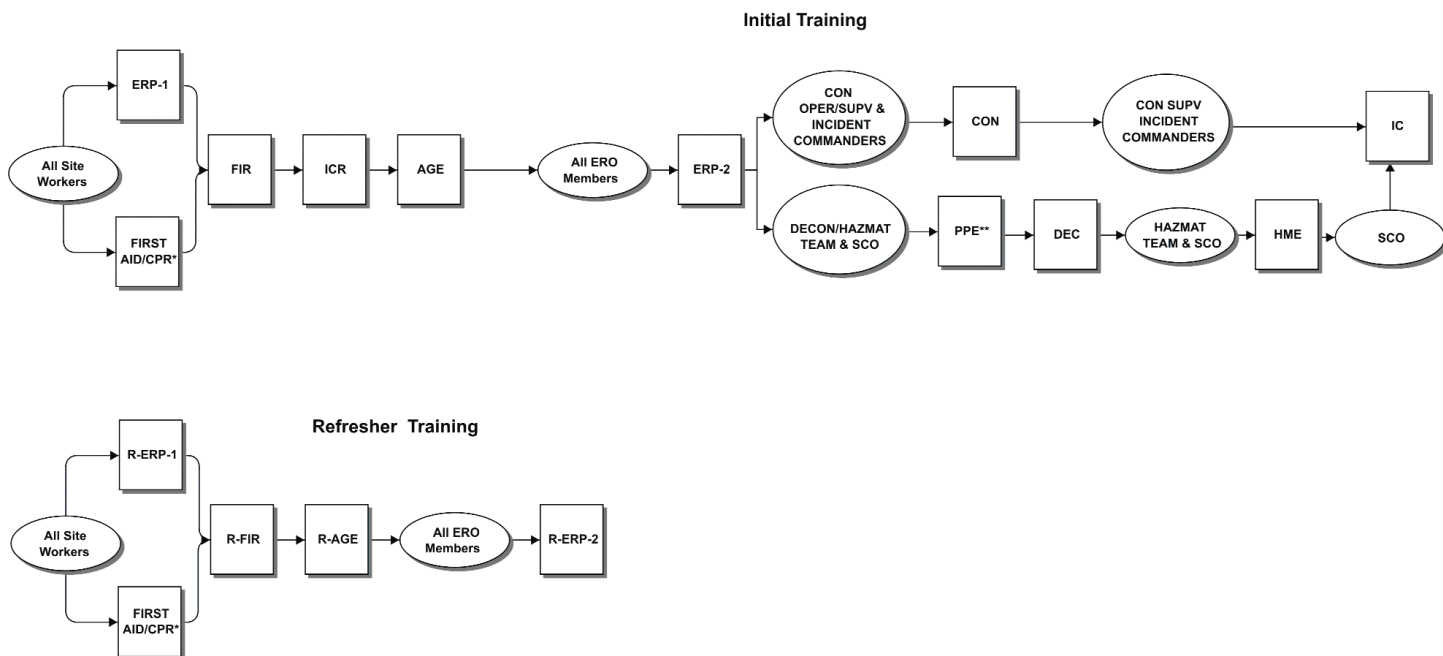 Initial Training
ERP-1
All Site
Workers
FIRST
AID/CPR*
FIR
ICR
AGE
All ERO
Members
ERP-2
CON
OPER/SUPV &
INCIDENT
COMMANDERS
CON
CON SUPV
INCIDENT
COMMANDERS
IC
DECON/HAZMAT
TEAM & SCO
PPE**
DEC
HAZMAT
TEAM & SCO
HME
SCO
Refresher Training
R-ERP-1
All Site
Workers
FIRST
AID/CPR*
R-FIR
R-AGE
All ERO
Members
R-ERP-2